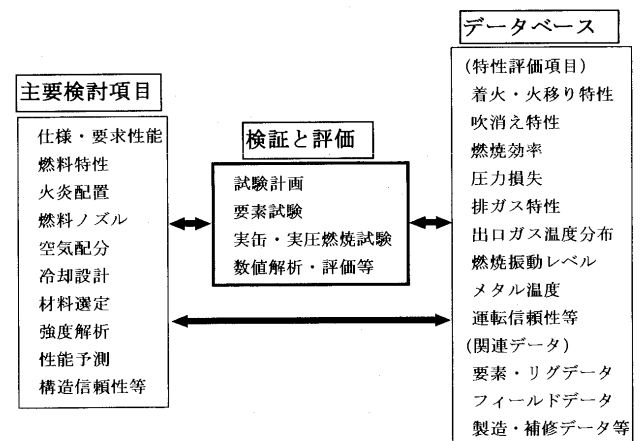 主要検討項目
仕様・要求性能
燃料特性
火炎配置
燃料ノズル
空気配分
冷却設計
材料選定
強度解析
性能予測
構造信頼性等
検証と評価
試験計画
要素試験
実缶・実圧燃焼試験
数値解析・評価等
データベース
(特性評価項目)
着火・火移り特性
吹消え特性
燃焼効率
圧力損失
排ガス特性
出口ガス温度分布
燃焼振動レベル
メタル温度
運転信頼性等
(関連データ)
要素・リグデータ
フィールドデータ
製造・補修データ等